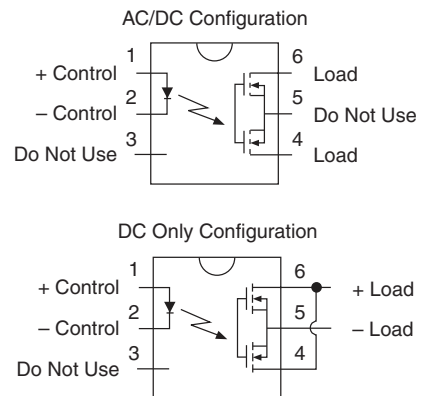 AC/DC Configuration
1 6
+ Control Load
2 5
– Control Do Not Use
3 4
Do Not Use Load
DC Only Configuration
1 6
+ Control + Load
2 5
– Control – Load
3 4
Do Not Use